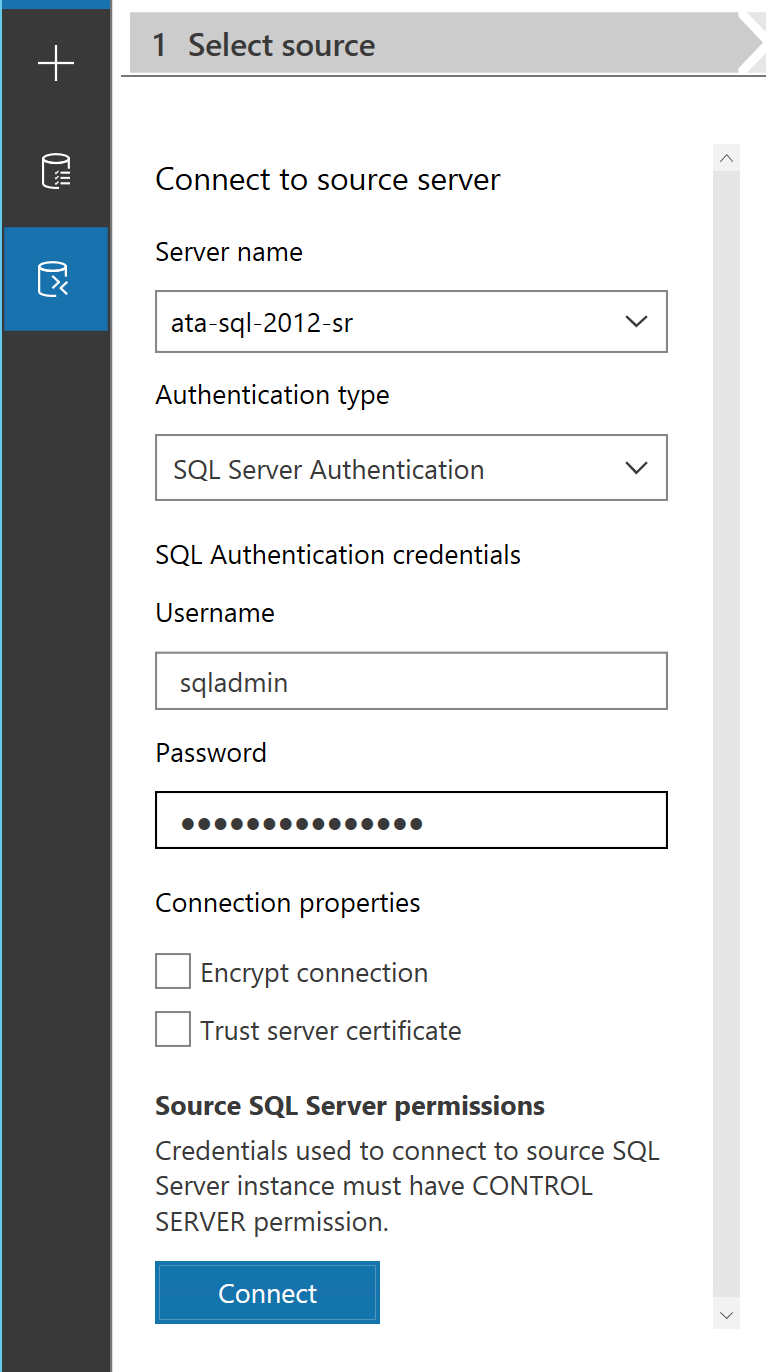 1 Select source
Connect to source server
Server name
ata-sql-2012-sr
Authentication type
SQL Server Authentication
SQL Authentication credentials
Username
sqladmin
Password
●●●●●●●●●●●●●●●
Connection properties
Encrypt connection
Trust server certificate
Source SQL Server permissions
Credentials used to connect to source SQL
Server instance must have CONTROL
SERVER permission.
Connect